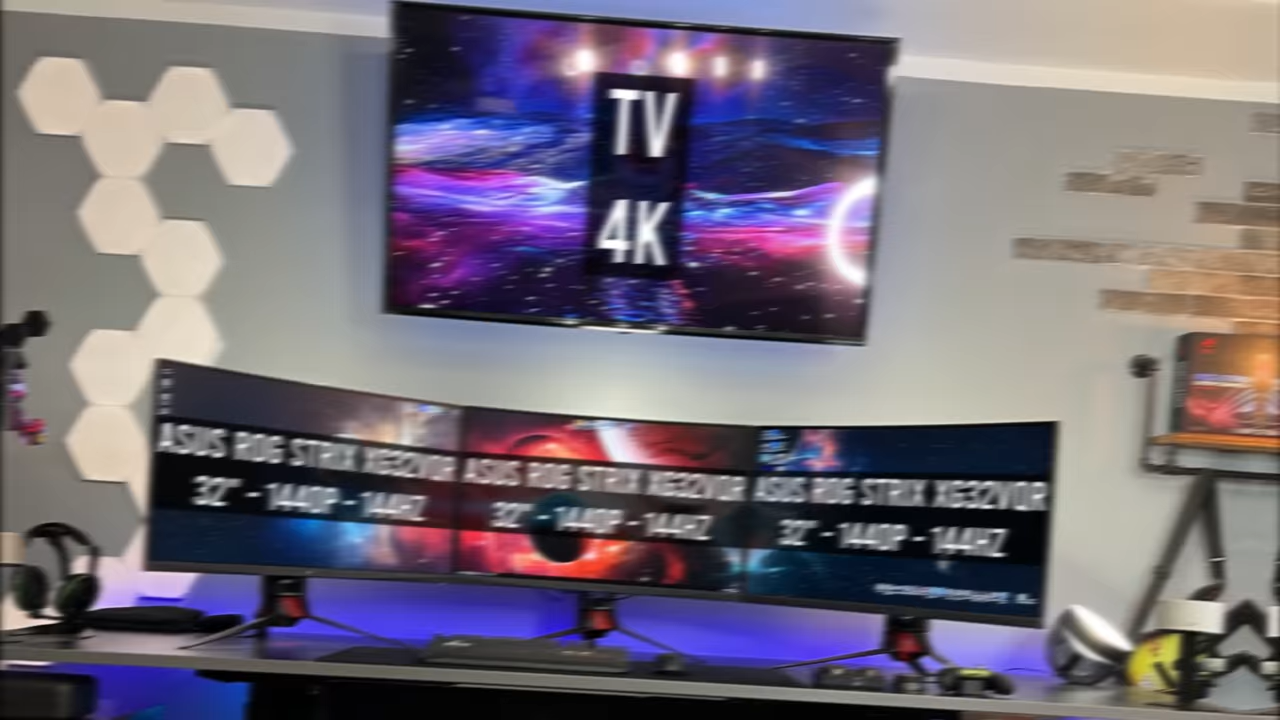 TV
4K
ASUS ROG STRIX XG32VQR
32" - 1440P - 144HZ
ASUS ROG STRIX XG32VQR
32" - 1440P - 144HZ
ASUS ROG STRIX XG32VQR
32" - 1440P - 144HZ